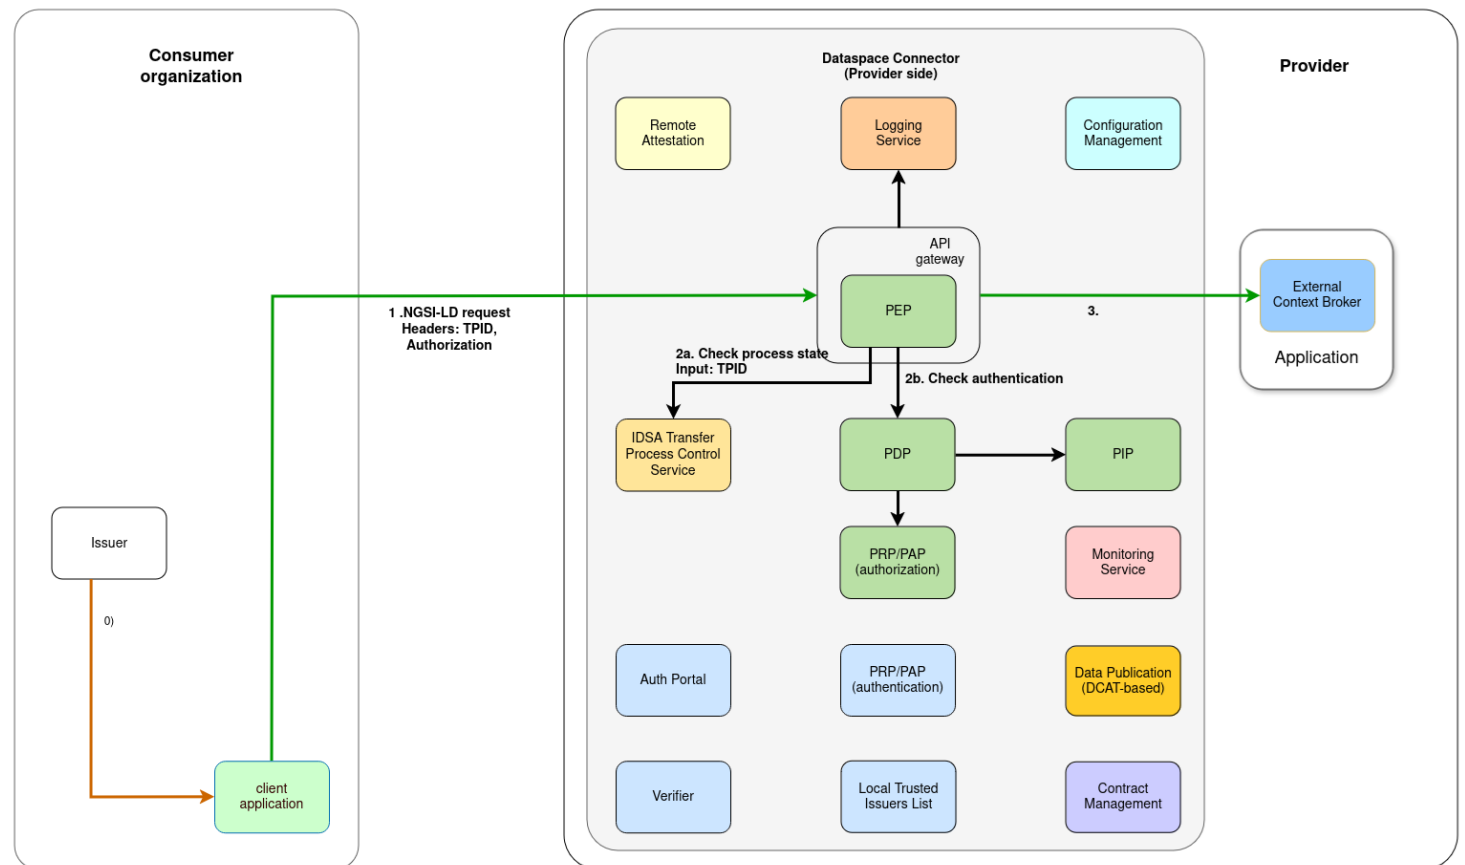 Consumer
organization
Dataspace Connector
(Provider side)
Provider
Remote
Attestation
Logging
Service
Configuration
Management
API
gateway
PEP
External
Context Broker
Application
1 .NGSI-LD request
Headers: TPID,
Authorization
3.
2a. Check process state
Input: TPID
2b. Check authentication
IDSA Transfer
Process Control
Service
PDP
PIP
Issuer
0)
PRP/PAP
(authorization)
Monitoring
Service
Auth Portal
PRP/PAP
(authentication)
Data Publication
(DCAT-based)
client
application
Verifier
Local Trusted
Issuers List
Contract
Management